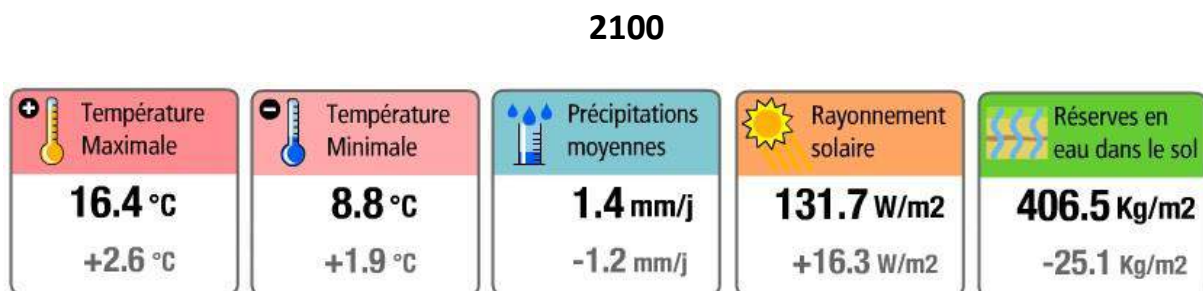 2100
Température
Maximale
16.4 °C
+2.6 °C
Température
Minimale
8.8 °C
+1.9 °C
Précipitations
moyennes
1.4 mm/j
-1.2 mm/j
Rayonnement
solaire
131.7 W/m2
+16.3 W/m2
Réserves en
eau dans le sol
406.5 Kg/m2
-25.1 Kg/m2